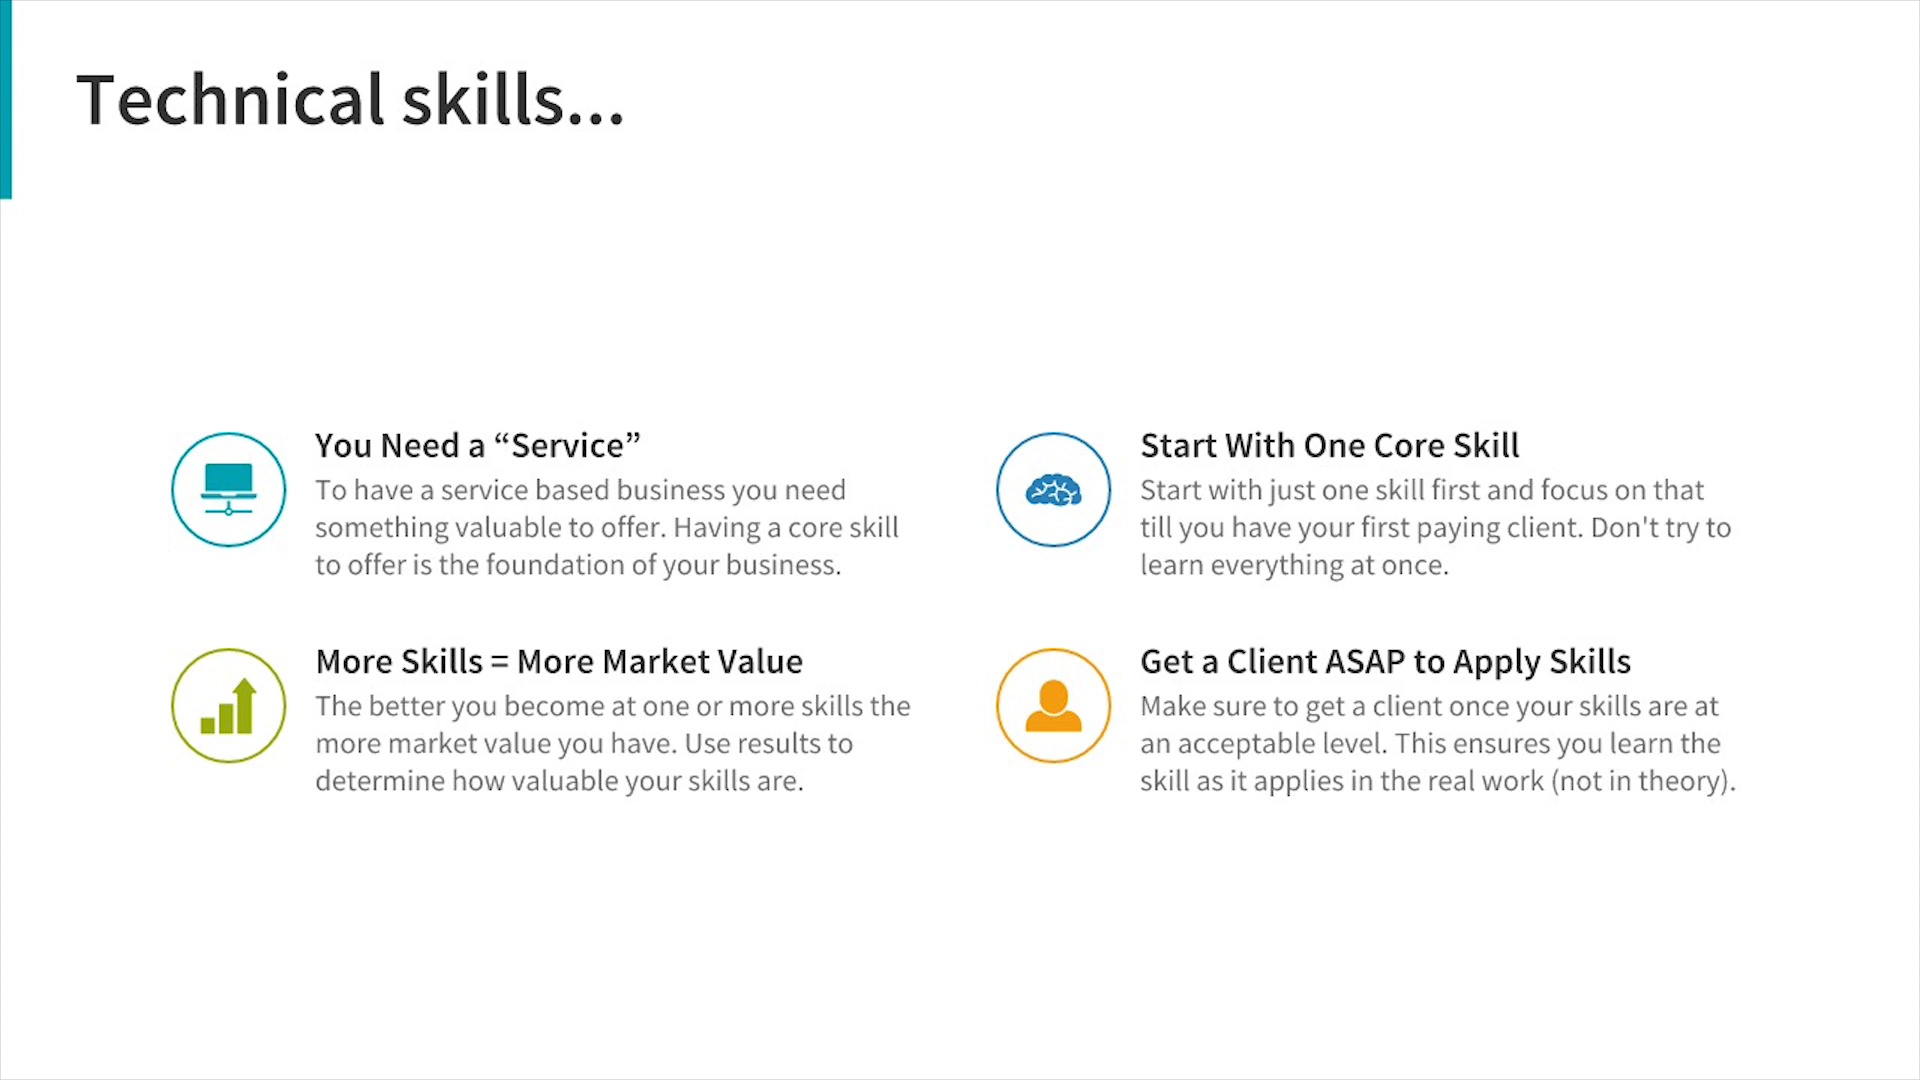 Technical skills...
You Need a “Service”
To have a service based business you need
something valuable to offer. Having a core skill
to offer is the foundation of your business.
Start With One Core Skill
Start with just one skill first and focus on that
till you have your first paying client. Don't try to
learn everything at once.
More Skills = More Market Value
The better you become at one or more skills the
more market value you have. Use results to
determine how valuable your skills are.
Get a Client ASAP to Apply Skills
Make sure to get a client once your skills are at
an acceptable level. This ensures you learn the
skill as it applies in the real work (not in theory).